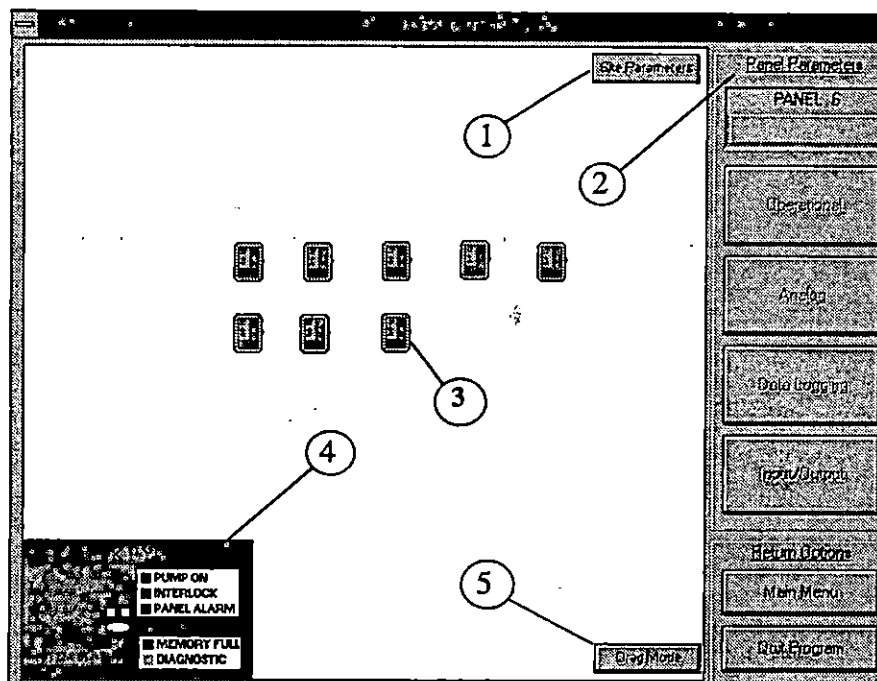 Site Parameters
Panel Parameters
PANEL 6
1
2
Operational
Analog
Data Logging
3
4
Input/Output
PUMP ON
INTERLOCK
PANEL ALARM
MEMORY FULL
DIAGNOSTIC
5
Drag Mode
Return Options
Main Menu
Quit Program